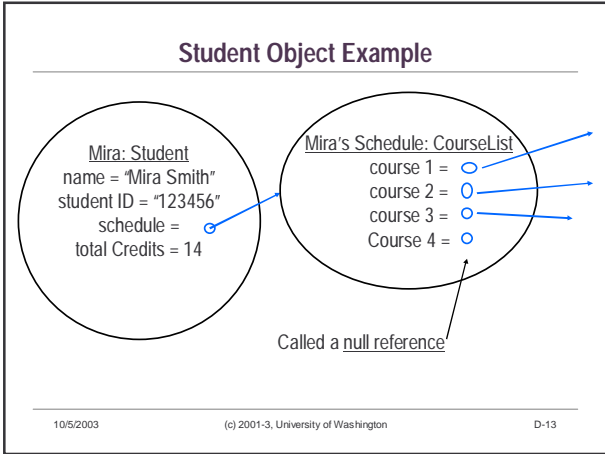 Student Object Example
Mira: Student
name = "Mira Smith"
student ID = "123456"
schedule =
total Credits = 14
Mira's Schedule: CourseList
course 1 =
course 2 =
course 3 =
Course 4 =
Called a null reference
10/5/2003
(c) 2001-3, University of Washington
D-13